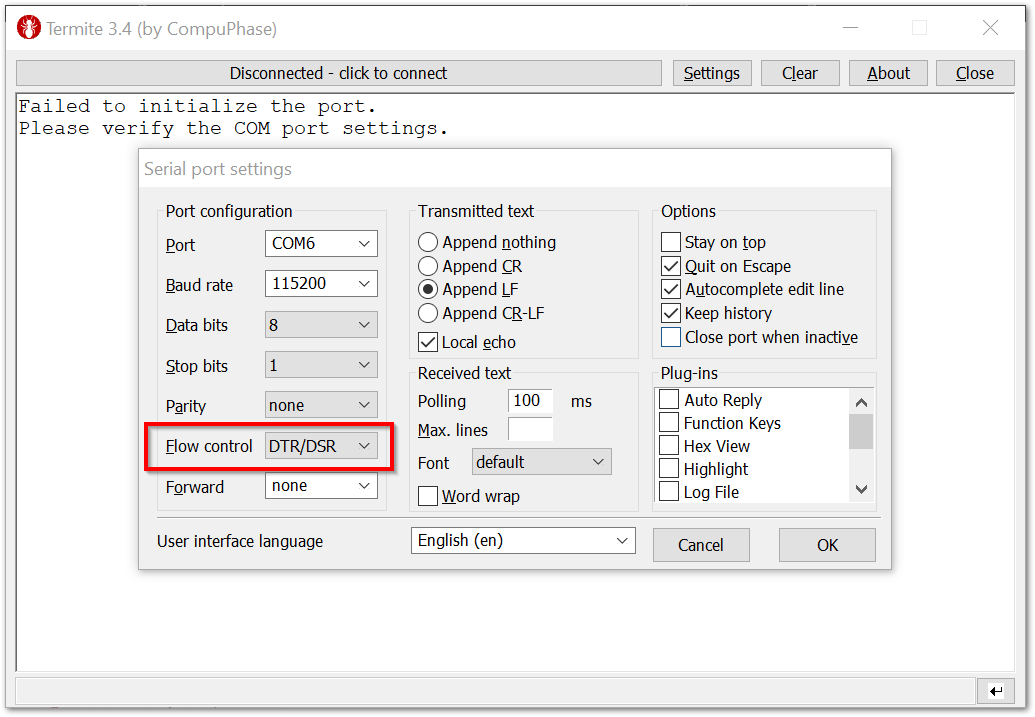 Termite 3.4 (by CompuPhase)
Disconnected - click to connect
Settings
Clear
About
Close
Failed to initialize the port.
Please verify the COM port settings.
Serial port settings
Port configuration
Port COM6
Baud rate 115200
Data bits 8
Stop bits 1
Parity none
Flow control DTR/DSR
Forward none
Transmitted text
Append nothing
Append CR
Append LF
Append CR-LF
Local echo
Received text
Polling 100 ms
Max. lines
Font default
Word wrap
Options
Stay on top
Quit on Escape
Autocomplete edit line
Keep history
Close port when inactive
Plug-ins
Auto Reply
Function Keys
Hex View
Highlight
Log File
User interface language English (en)
Cancel
OK